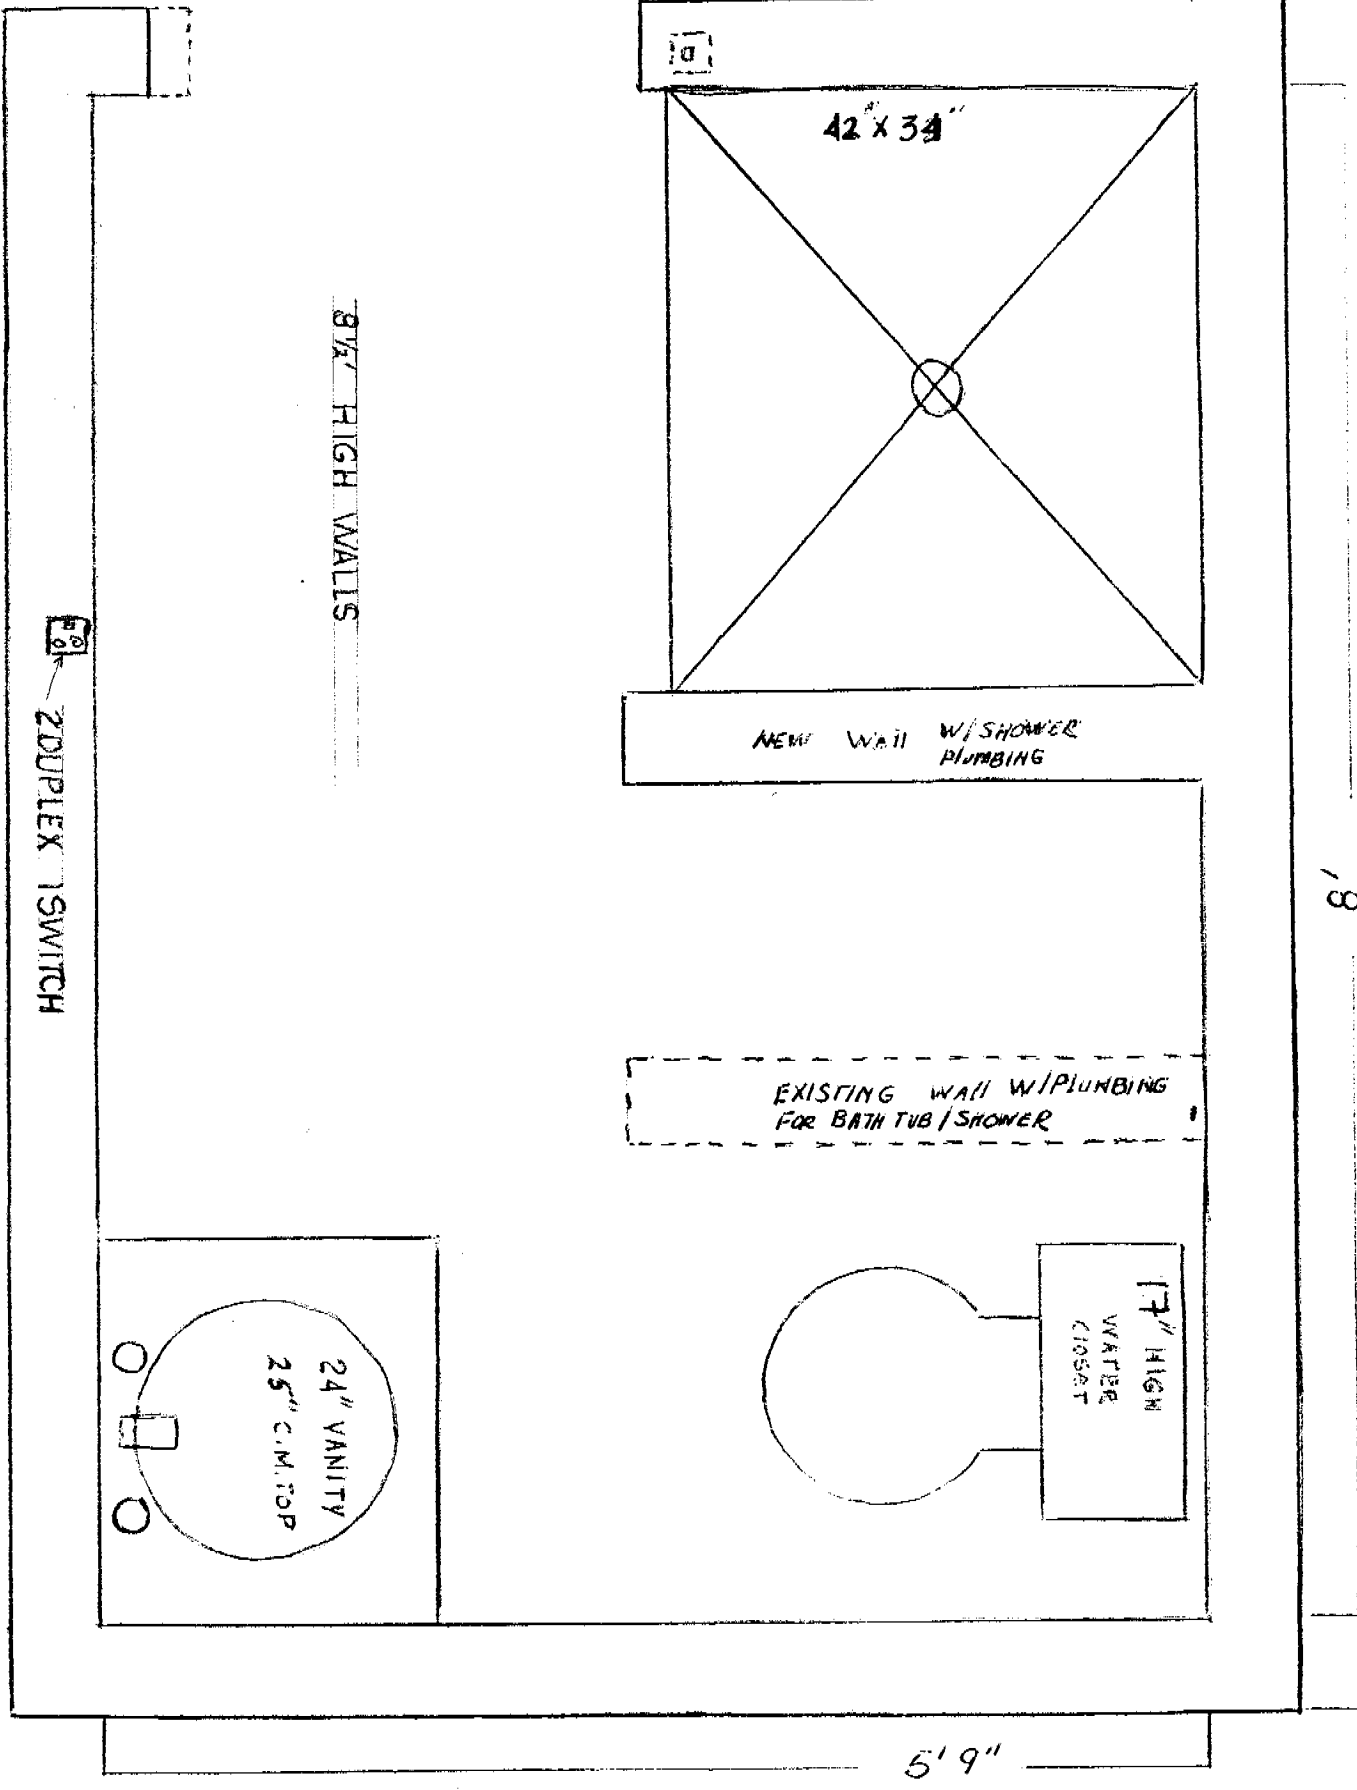 42" X 34"
8½' HIGH WALLS
NEW WAll W/SHOWER
PlUMBING
8'
2DUPLEX 1SWITCH
EXISTING WAll W/PlUMBING
FOR BATH TUB/SHOWER
17" HIGH
WATER
ClOSET
24" VANITY
25" C.M. TOP
5' 9"